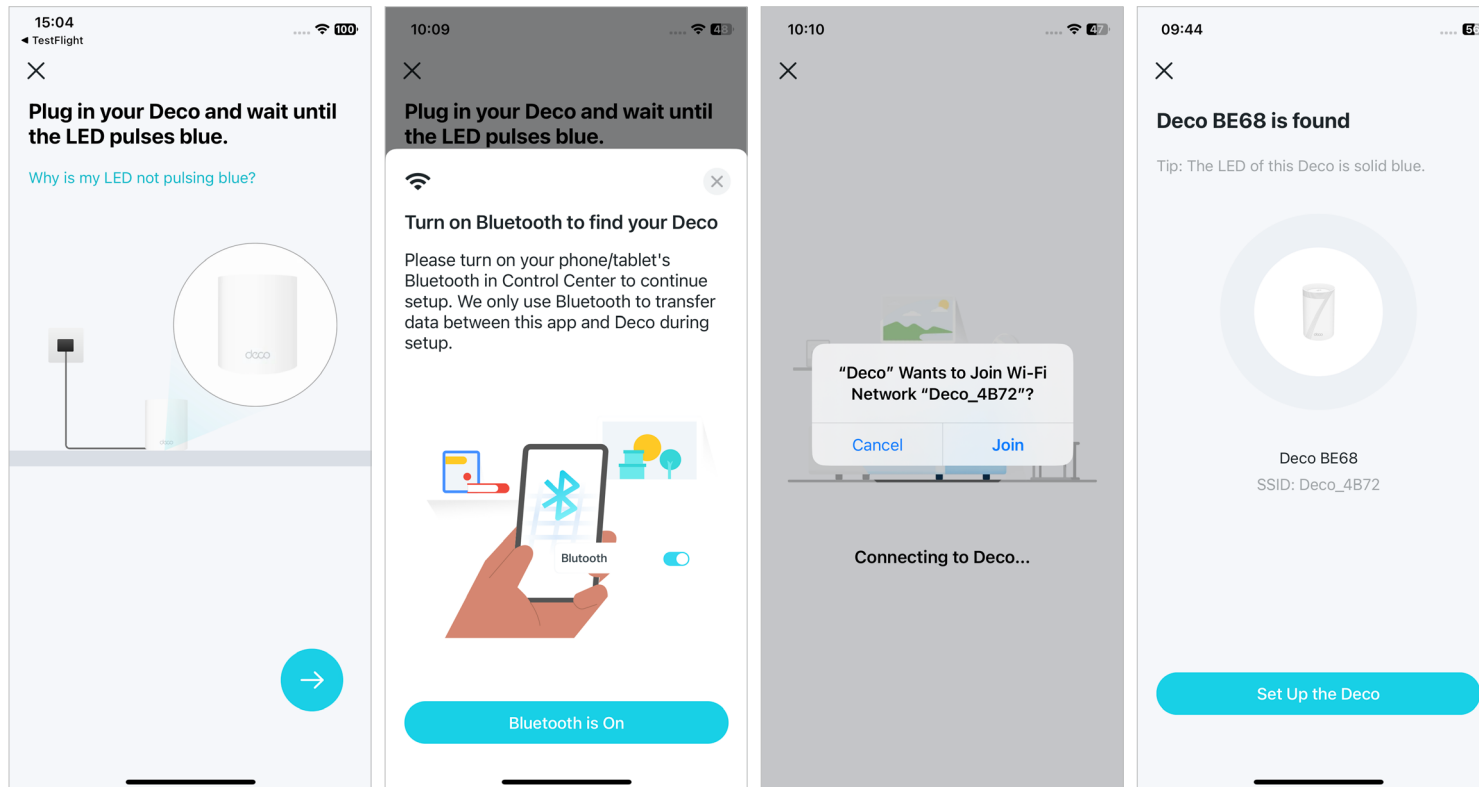 15:04
TestFlight
100
Plug in your Deco and wait until
the LED pulses blue.
Why is my LED not pulsing blue?
deco
deco
10:09
43
Plug in your Deco and wait until
the LED pulses blue.
Turn on Bluetooth to find your Deco
Please turn on your phone/tablet's
Bluetooth in Control Center to continue
setup. We only use Bluetooth to transfer
data between this app and Deco during
setup.
Blutooth
Bluetooth is On
10:10
47
“Deco” Wants to Join Wi-Fi
Network “Deco_4B72”?
Cancel
Join
Connecting to Deco...
09:44
Deco BE68 is found
Tip: The LED of this Deco is solid blue.
deco
Deco BE68
SSID: Deco_4B72
Set Up the Deco